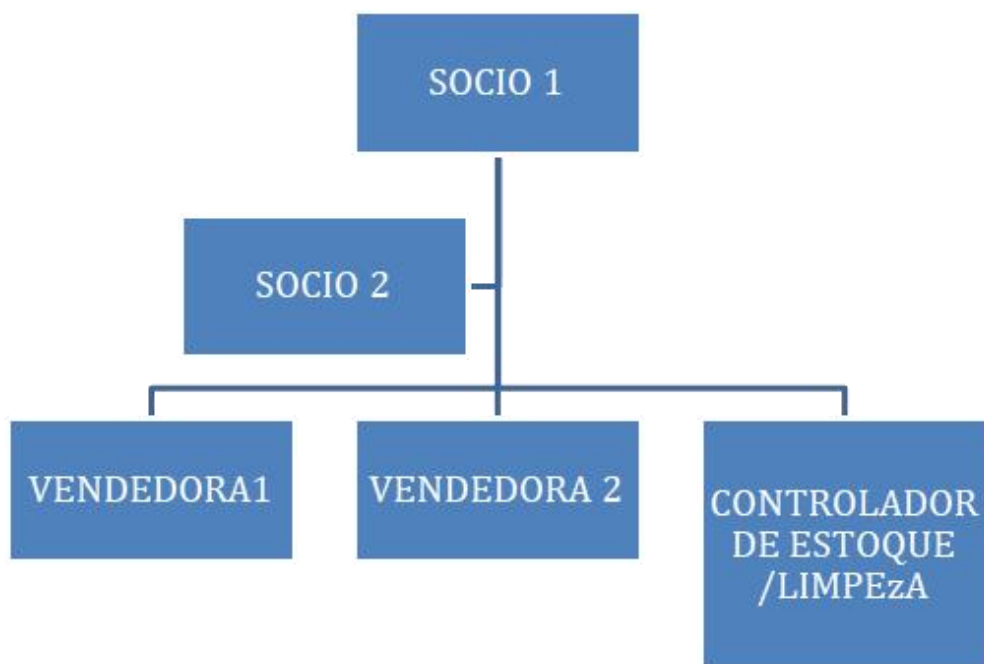 SOCIO 1
SOCIO 2
VENDEDORA1
VENDEDORA 2
CONTROLADOR
DE ESTOQUE
/LIMPEzA